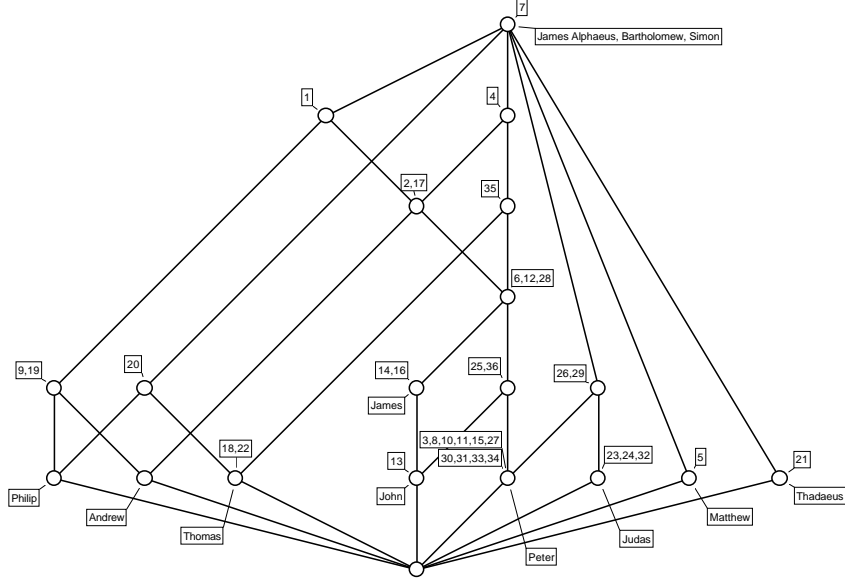 7
James Alphaeus, Bartholomew, Simon
1
4
2,17
35
6,12,28
9,19
20
14,16
25,36
26,29
James
3,8,10,11,15,27
18,22
30,31,33,34
13
23,24,32
5
21
Philip
John
Thadaeus
Andrew
Matthew
Thomas
Judas
Peter